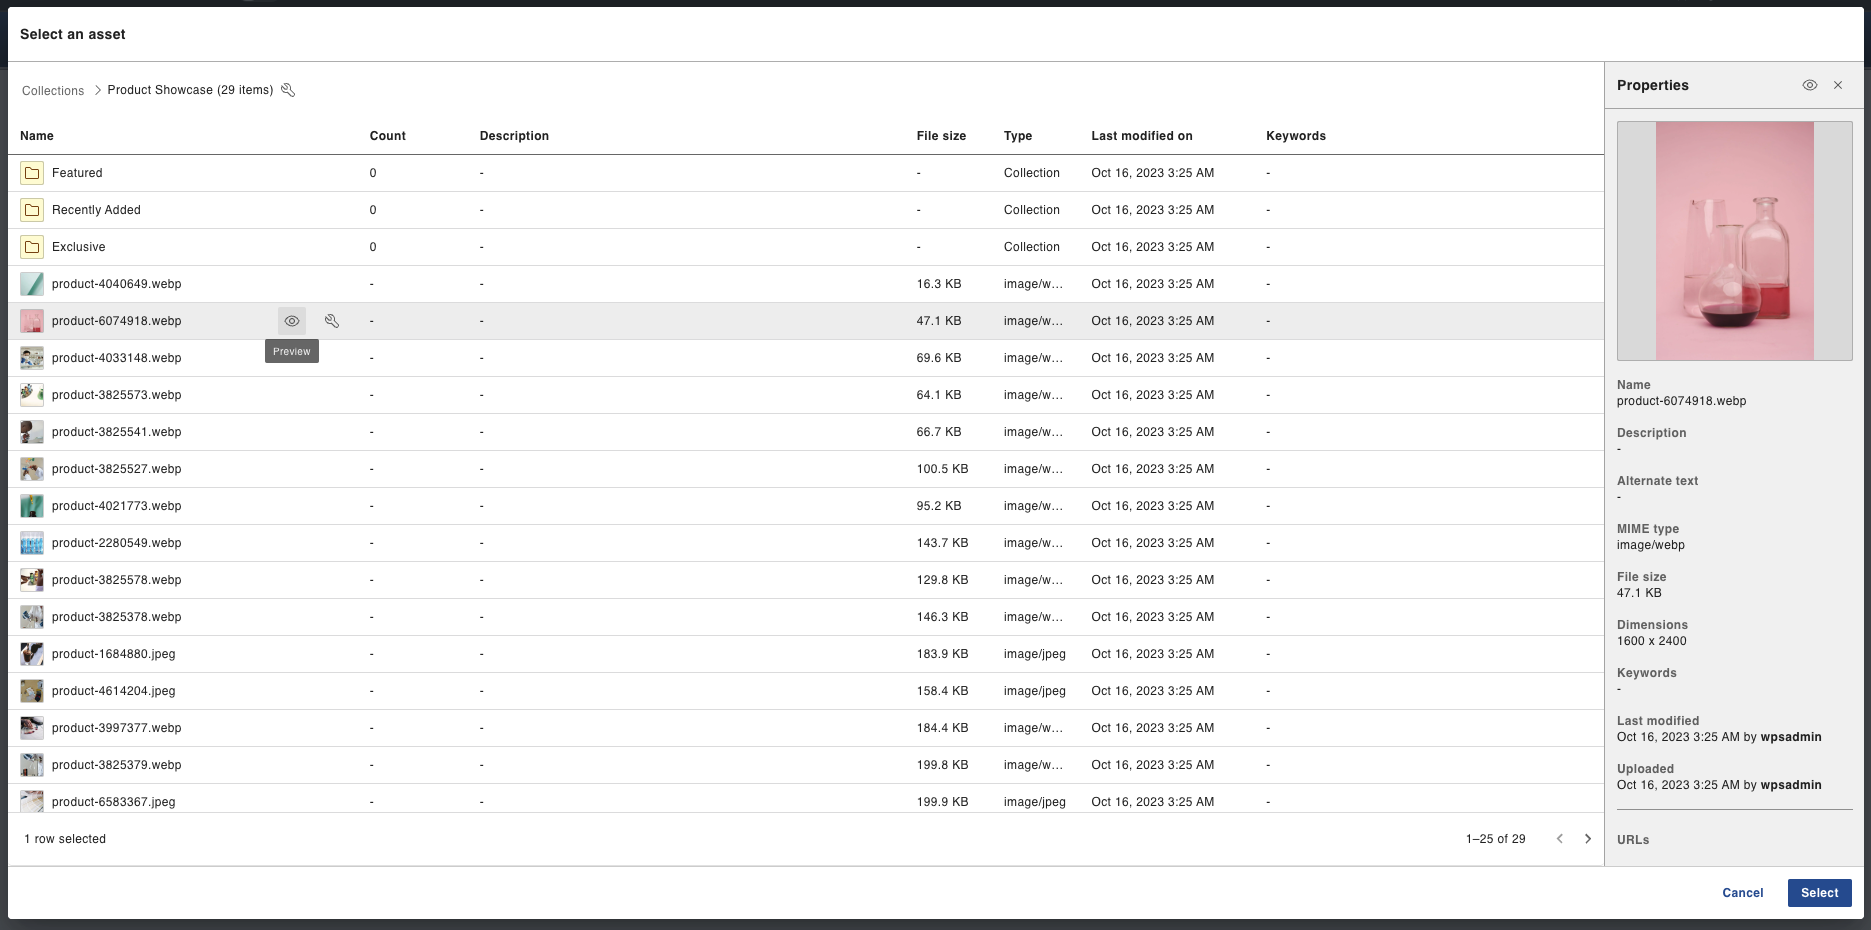 Select an asset
Collections > Product Showcase (29 items)
Name Count Description File size Type Last modified on Keywords
Featured 0 - - Collection Oct 16, 2023 3:25 AM -
Recently Added 0 - - Collection Oct 16, 2023 3:25 AM -
Exclusive 0 - - Collection Oct 16, 2023 3:25 AM -
product-4040649.webp - - 16.3 KB image/w... Oct 16, 2023 3:25 AM -
product-6074918.webp - - 47.1 KB image/w... Oct 16, 2023 3:25 AM -
Preview
product-4033148.webp - - 69.6 KB image/w... Oct 16, 2023 3:25 AM -
product-3825573.webp - - 64.1 KB image/w... Oct 16, 2023 3:25 AM -
product-3825541.webp - - 66.7 KB image/w... Oct 16, 2023 3:25 AM -
product-3825527.webp - - 100.5 KB image/w... Oct 16, 2023 3:25 AM -
product-4021773.webp - - 95.2 KB image/w... Oct 16, 2023 3:25 AM -
product-2280549.webp - - 143.7 KB image/w... Oct 16, 2023 3:25 AM -
product-3825578.webp - - 129.8 KB image/w... Oct 16, 2023 3:25 AM -
product-3825378.webp - - 146.3 KB image/w... Oct 16, 2023 3:25 AM -
product-1684880.jpeg - - 183.9 KB image/jpeg Oct 16, 2023 3:25 AM -
product-4614204.jpeg - - 158.4 KB image/jpeg Oct 16, 2023 3:25 AM -
product-3997377.webp - - 184.4 KB image/w... Oct 16, 2023 3:25 AM -
product-3825379.webp - - 199.8 KB image/w... Oct 16, 2023 3:25 AM -
product-6583367.jpeg - - 199.9 KB image/jpeg Oct 16, 2023 3:25 AM -
1 row selected 1–25 of 29
Properties
Name
product-6074918.webp
Description
-
Alternate text
-
MIME type
image/webp
File size
47.1 KB
Dimensions
1600 x 2400
Keywords
-
Last modified
Oct 16, 2023 3:25 AM by wpsadmin
Uploaded
Oct 16, 2023 3:25 AM by wpsadmin
URLs
Cancel Select